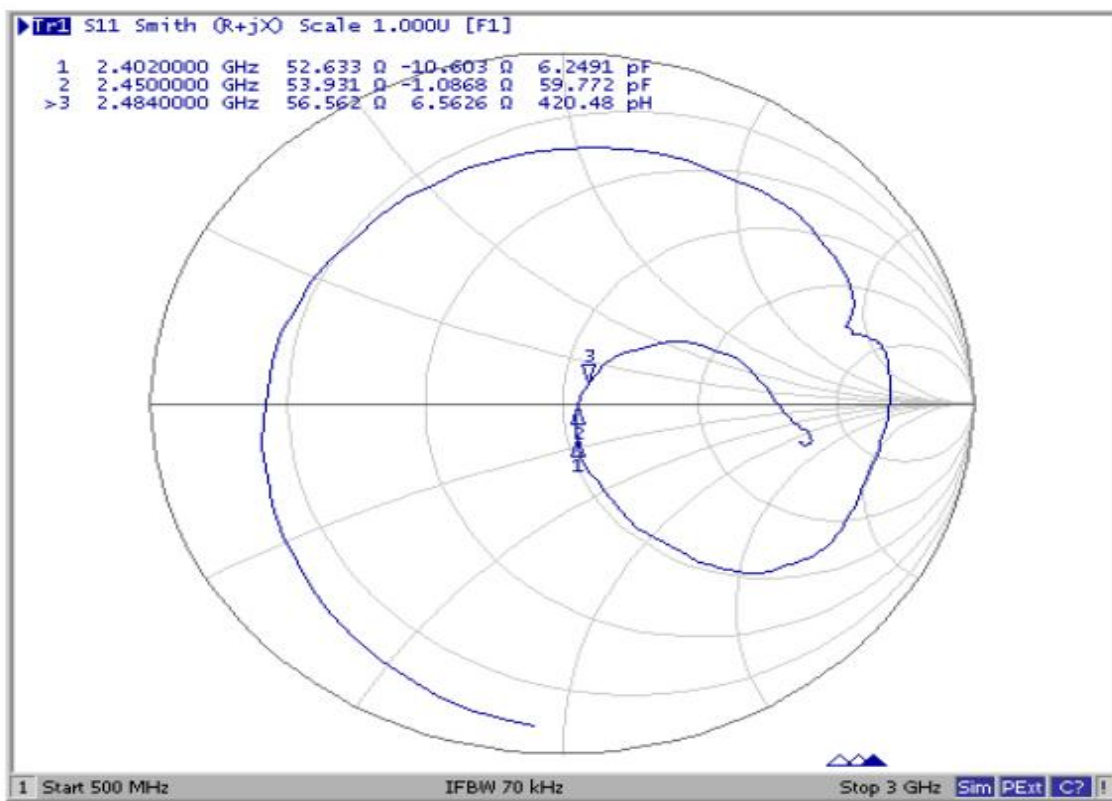 ▶Tr1 S11 Smith (R+jX) Scale 1.000U [F1]
1 2.4020000 GHz 52.633 Ω -10.603 Ω 6.2491 pF
2 2.4500000 GHz 53.931 Ω -1.0868 Ω 59.772 pF
>3 2.4840000 GHz 56.562 Ω 6.5626 Ω 420.48 pH
3
2
1
1 Start 500 MHz IFBW 70 kHz Stop 3 GHz Sim PExt C? !